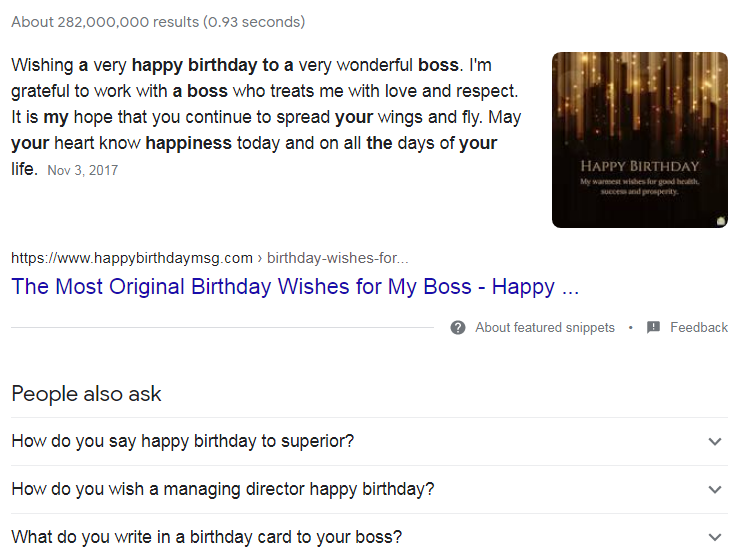 About 282,000,000 results (0.93 seconds)
Wishing a very happy birthday to a very wonderful boss. I'm
grateful to work with a boss who treats me with love and respect.
It is my hope that you continue to spread your wings and fly. May
your heart know happiness today and on all the days of your
life. Nov 3, 2017
HAPPY BIRTHDAY
My warmest wishes for good health,
success and prosperity.
https://www.happybirthdaymsg.com › birthday-wishes-for...
The Most Original Birthday Wishes for My Boss - Happy ...
About featured snippets • Feedback
People also ask
How do you say happy birthday to superior?
How do you wish a managing director happy birthday?
What do you write in a birthday card to your boss?